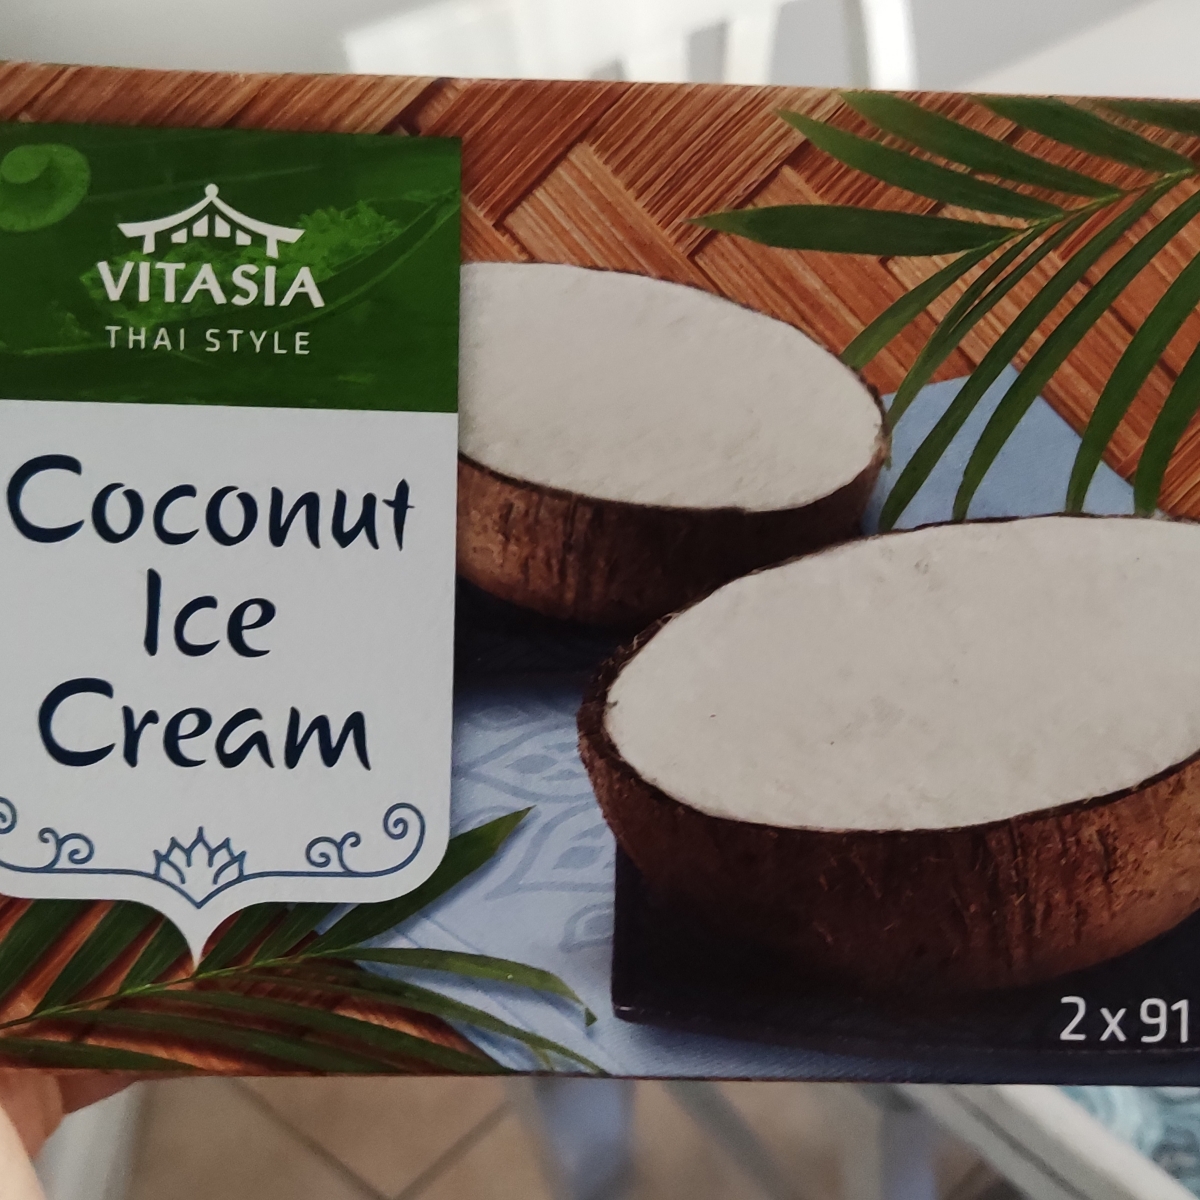 VITASIA
THAI STYLE
Coconut
Ice
Cream
2 x 91